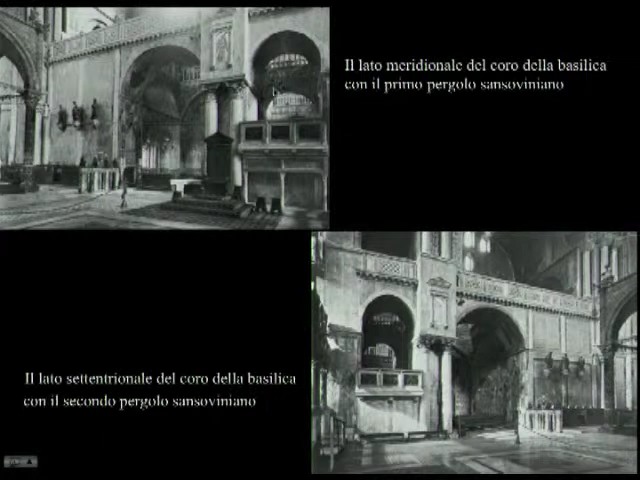 Il lato meridionale del coro della basilica
con il primo pergolo sansoviniano
Il lato settentrionale del coro della basilica
con il secondo pergolo sansoviniano